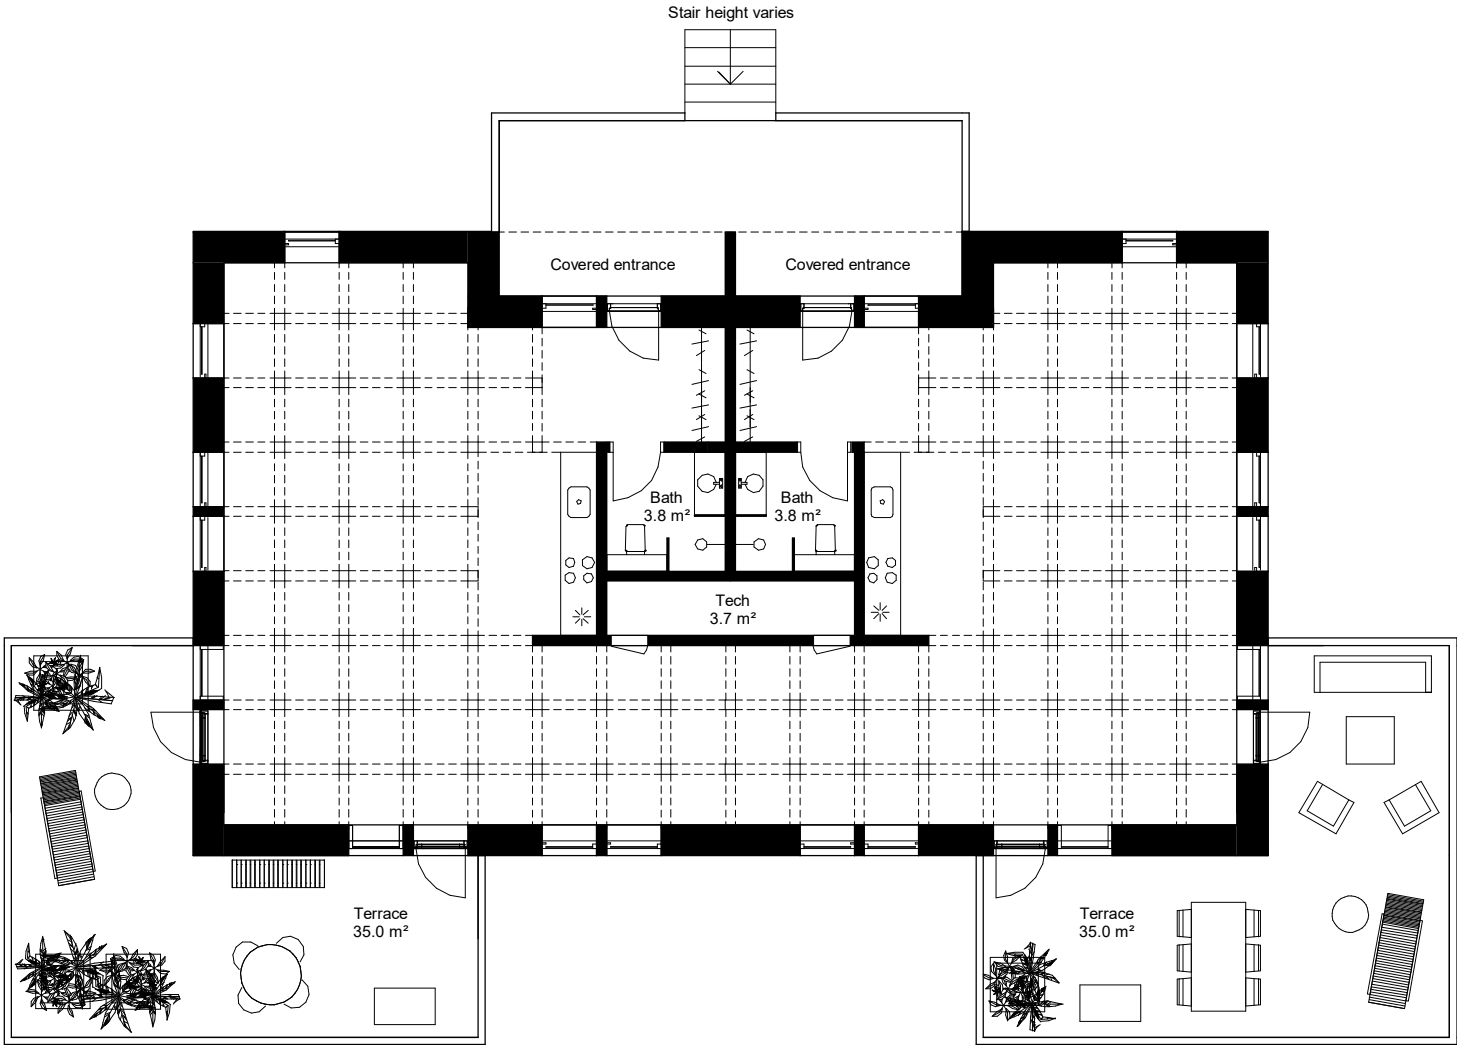 Stair height varies
Covered entrance
Covered entrance
Bath
3.8 m²
Bath
3.8 m²
Tech
3.7 m²
Terrace
35.0 m²
Terrace
35.0 m²